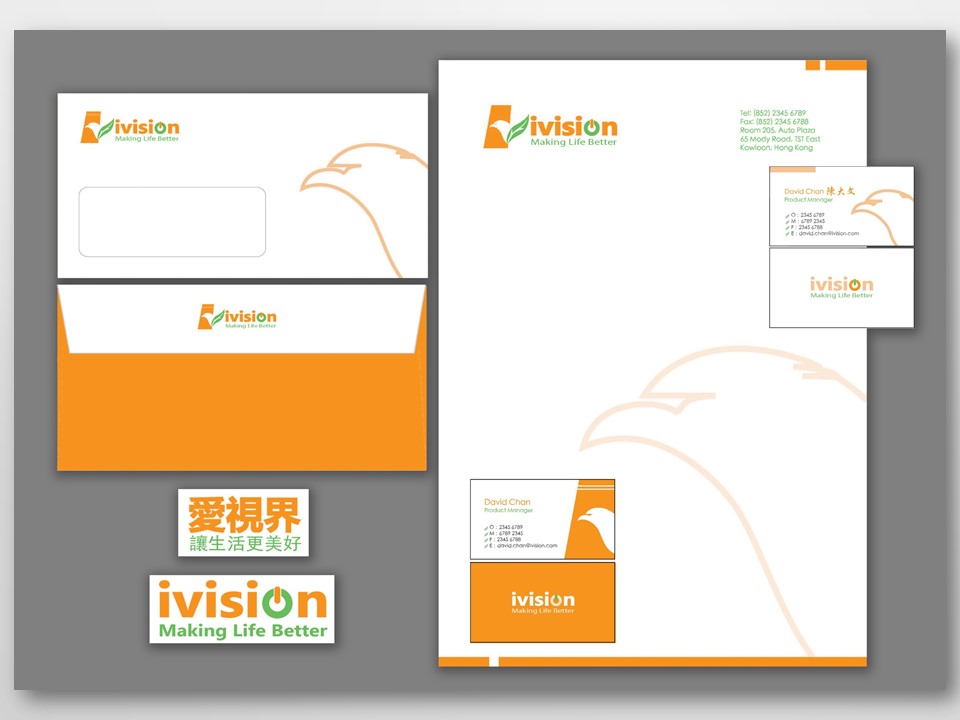 ivision
Making Life Better
ivision
Making Life Better
Tel: (852) 2345 6789
Fax: (852) 2345 6788
Room 205, Auto Plaza
65 Mody Road, TST East
Kowloon, Hong Kong
David Chan 陳大文
Product Manager
O : 2345 6789
M : 6789 2345
F : 2345 6788
E : david.chan@ivision.com
ivision
Making Life Better
ivision
Making Life Better
愛視界
讓生活更美好
ivision
Making Life Better
David Chan
Product Manager
O : 2345 6789
M : 6789 2345
F : 2345 6788
E : david.chan@ivision.com
ivision
Making Life Better